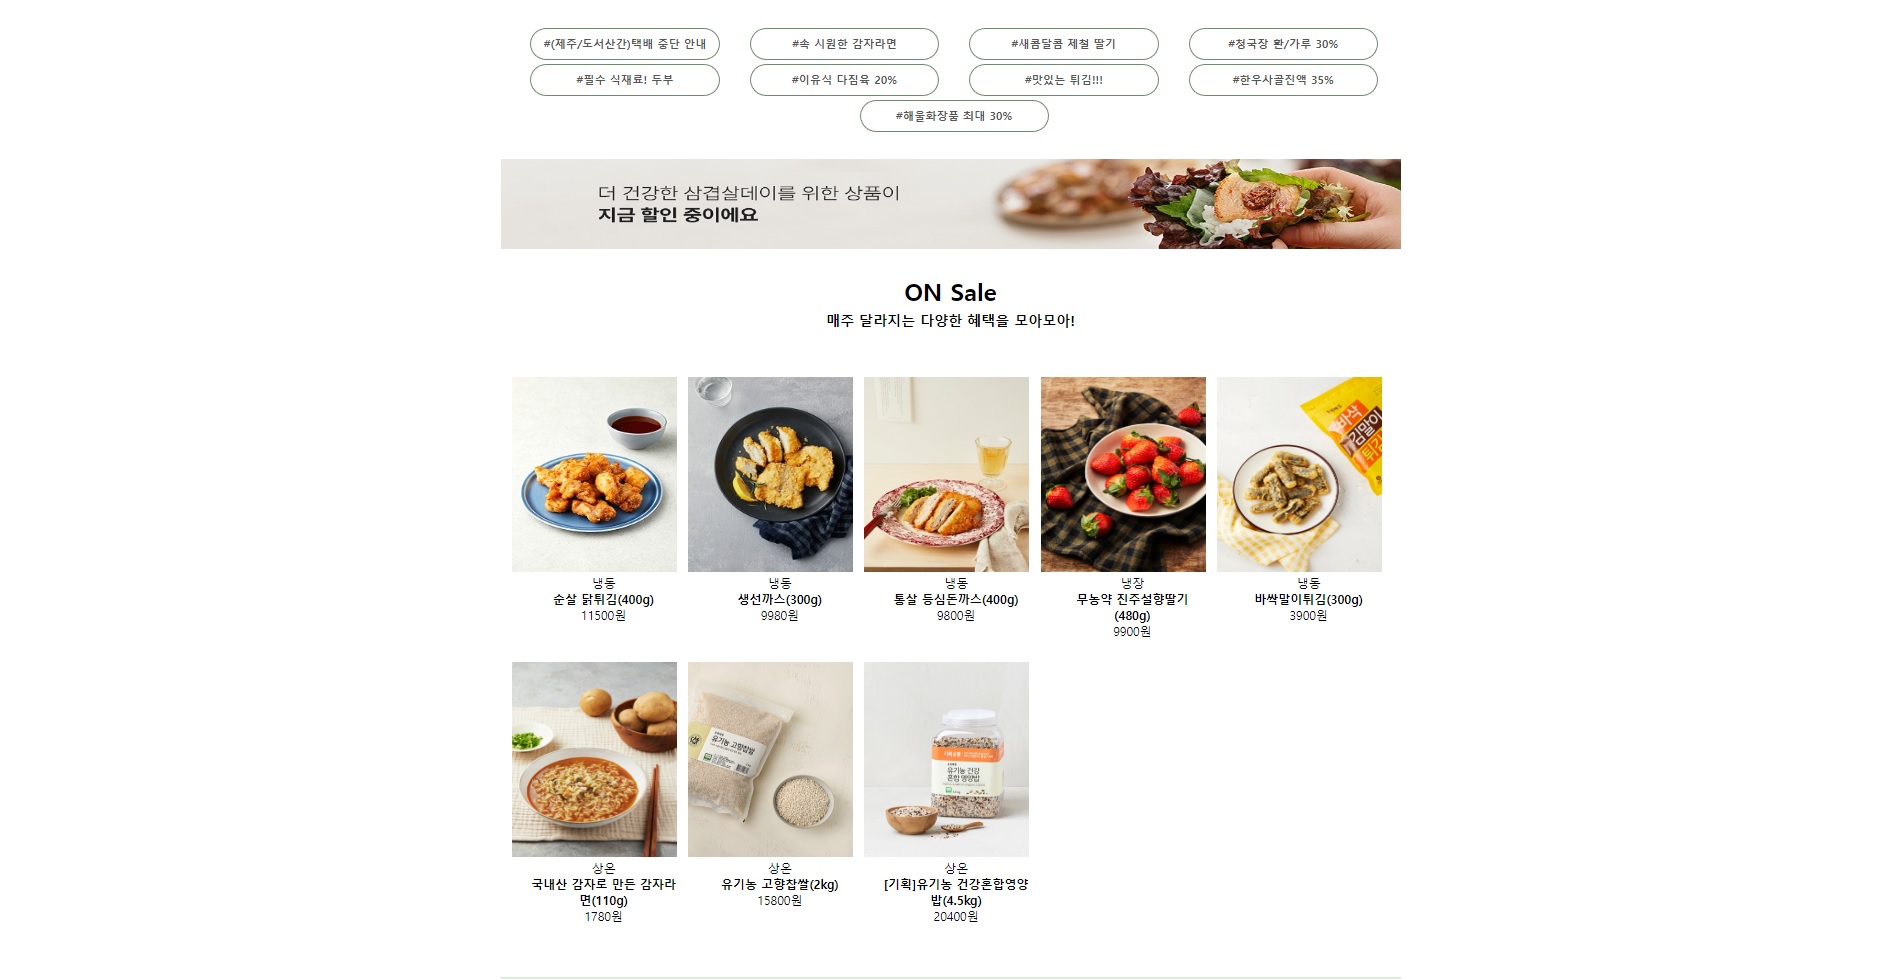 #(제주/도서산간)택배 중단 안내
#속 시원한 감자라면
#새콤달콤 제철 딸기
#청국장 환/가루 30%
#필수 식재료! 두부
#이유식 다짐육 20%
#맛있는 튀김!!!
#한우사골진액 35%
#해울화장품 최대 30%
더 건강한 삼겹살데이를 위한 상품이
지금 할인 중이에요
ON Sale
매주 달라지는 다양한 혜택을 모아모아!
바삭
김말이
튀김
냉동
순살 닭튀김(400g)
11500원
냉동
생선까스(300g)
9980원
냉동
통살 등심돈까스(400g)
9800원
냉장
무농약 진주설향딸기
(480g)
9900원
냉동
바싹말이튀김(300g)
3900원
유기농 고향찹쌀
유기농 건강
혼합 영양밥
상온
국내산 감자로 만든 감자라
면(110g)
1780원
상온
유기농 고향찹쌀(2kg)
15800원
상온
[기획]유기농 건강혼합영양
밥(4.5kg)
20400원